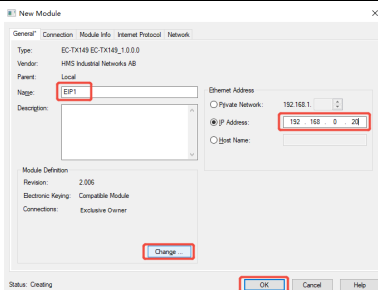 New Module
General* Connection Module Info Internet Protocol Network
Type: EC-TX149 EC-TX149_1.0.0.0
Vendor: HMS Industrial Networks AB
Parent: Local
Name: EIP1
Description:
Ethernet Address
Private Network: 192.168.1.
IP Address: 192 . 168 . 0 . 20
Host Name:
Module Definition
Revision: 2.006
Electronic Keying: Compatible Module
Connections: Exclusive Owner
Change ...
Status: Creating
OK Cancel Help